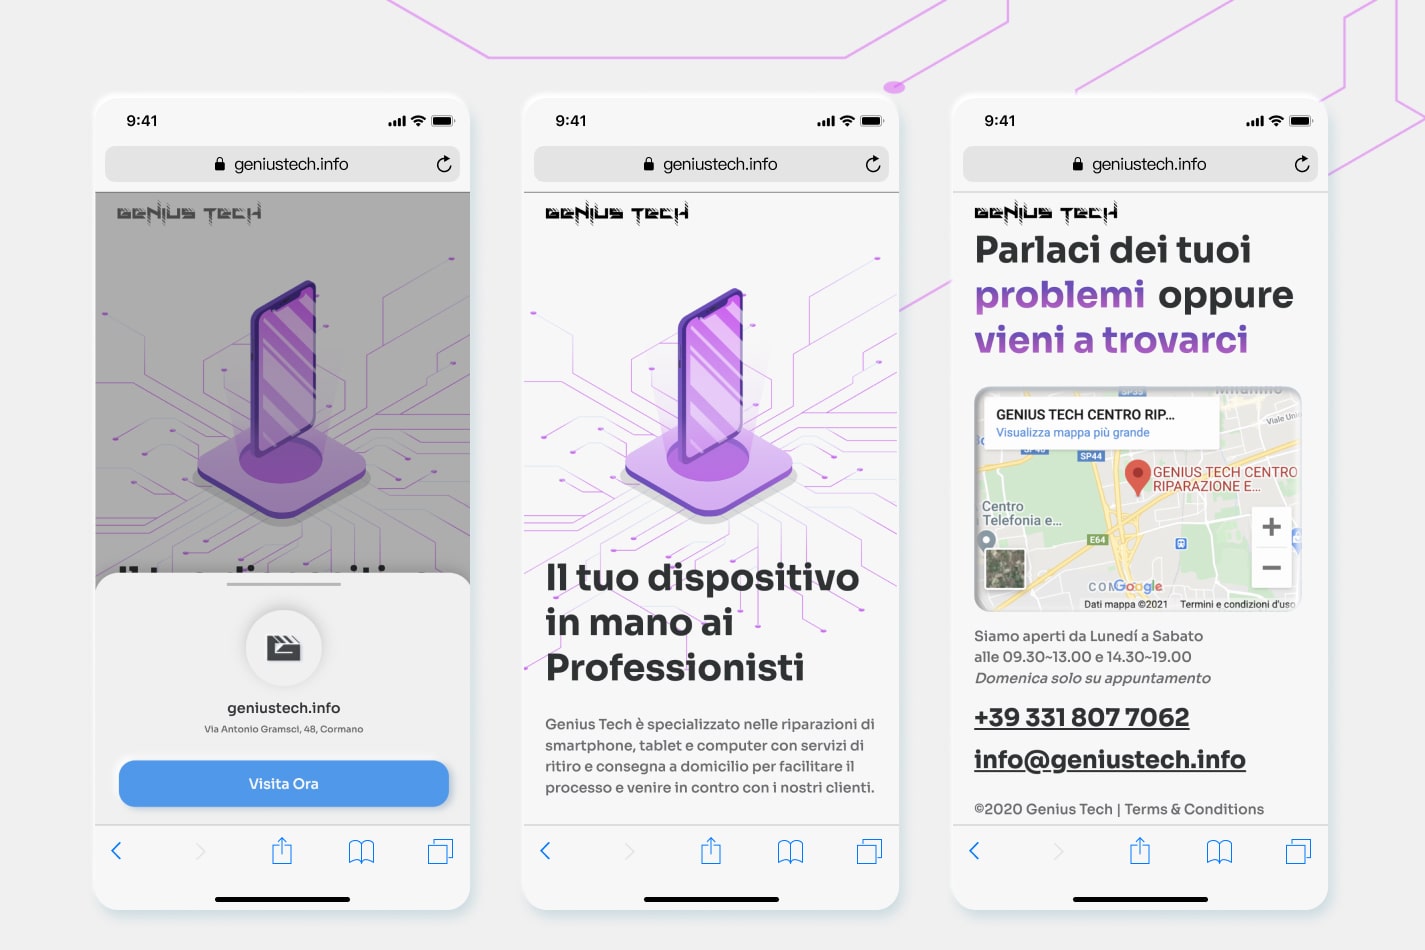 9:41
geniustech.info
GENIUS TECH
geniustech.info
Via Antonio Gramsci, 48, Cormano
Visita Ora
9:41
geniustech.info
GENIUS TECH
Il tuo dispositivo
in mano ai
Professionisti
Genius Tech è specializzato nelle riparazioni di
smartphone, tablet e computer con servizi di
ritiro e consegna a domicilio per facilitare il
processo e venire in contro con i nostri clienti.
9:41
geniustech.info
GENIUS TECH
Parlaci dei tuoi
problemi oppure
vieni a trovarci
SP35
GENIUS TECH CENTRO RIP...
Visualizza mappa più grande
Viale Uni
SP46
SP44
GENIUS TECH CENTRO
RIPARAZIONE E...
Centro
Telefonia e...
E64
Google
Dati mappa ©2021 Termini e condizioni d'uso
Siamo aperti da Lunedí a Sabato
alle 09.30~13.00 e 14.30~19.00
Domenica solo su appuntamento
+39 331 807 7062
info@geniustech.info
©2020 Genius Tech | Terms & Conditions